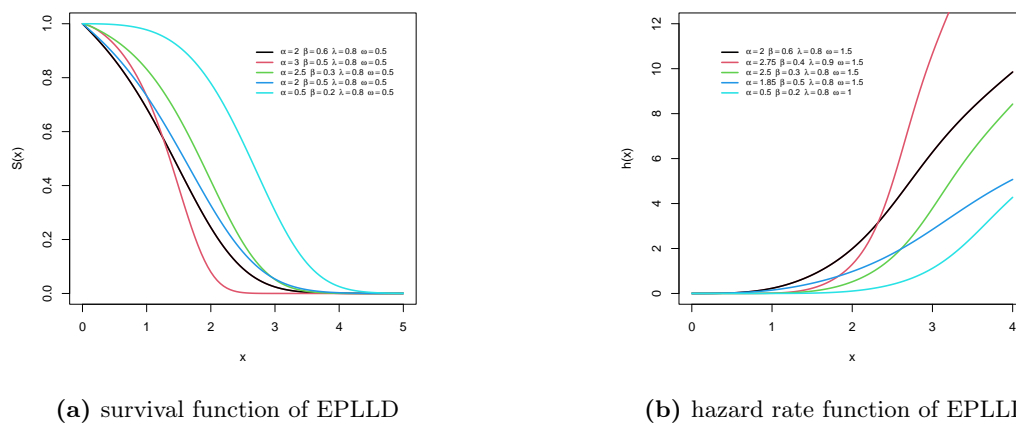 S(x)
1.0
0.8
0.6
0.4
0.2
0.0
0 1 2 3 4 5
x
α = 2 β = 0.6 λ = 0.8 ω = 0.5
α = 3 β = 0.5 λ = 0.8 ω = 0.5
α = 2.5 β = 0.3 λ = 0.8 ω = 0.5
α = 2 β = 0.5 λ = 0.8 ω = 0.5
α = 0.5 β = 0.2 λ = 0.8 ω = 0.5
(a) survival function of EPLLD
h(x)
12
10
8
6
4
2
0
0 1 2 3 4
x
α = 2 β = 0.6 λ = 0.8 ω = 1.5
α = 2.75 β = 0.4 λ = 0.9 ω = 1.5
α = 2.5 β = 0.3 λ = 0.8 ω = 1.5
α = 1.85 β = 0.5 λ = 0.8 ω = 1.5
α = 0.5 β = 0.2 λ = 0.8 ω = 1
(b) hazard rate function of